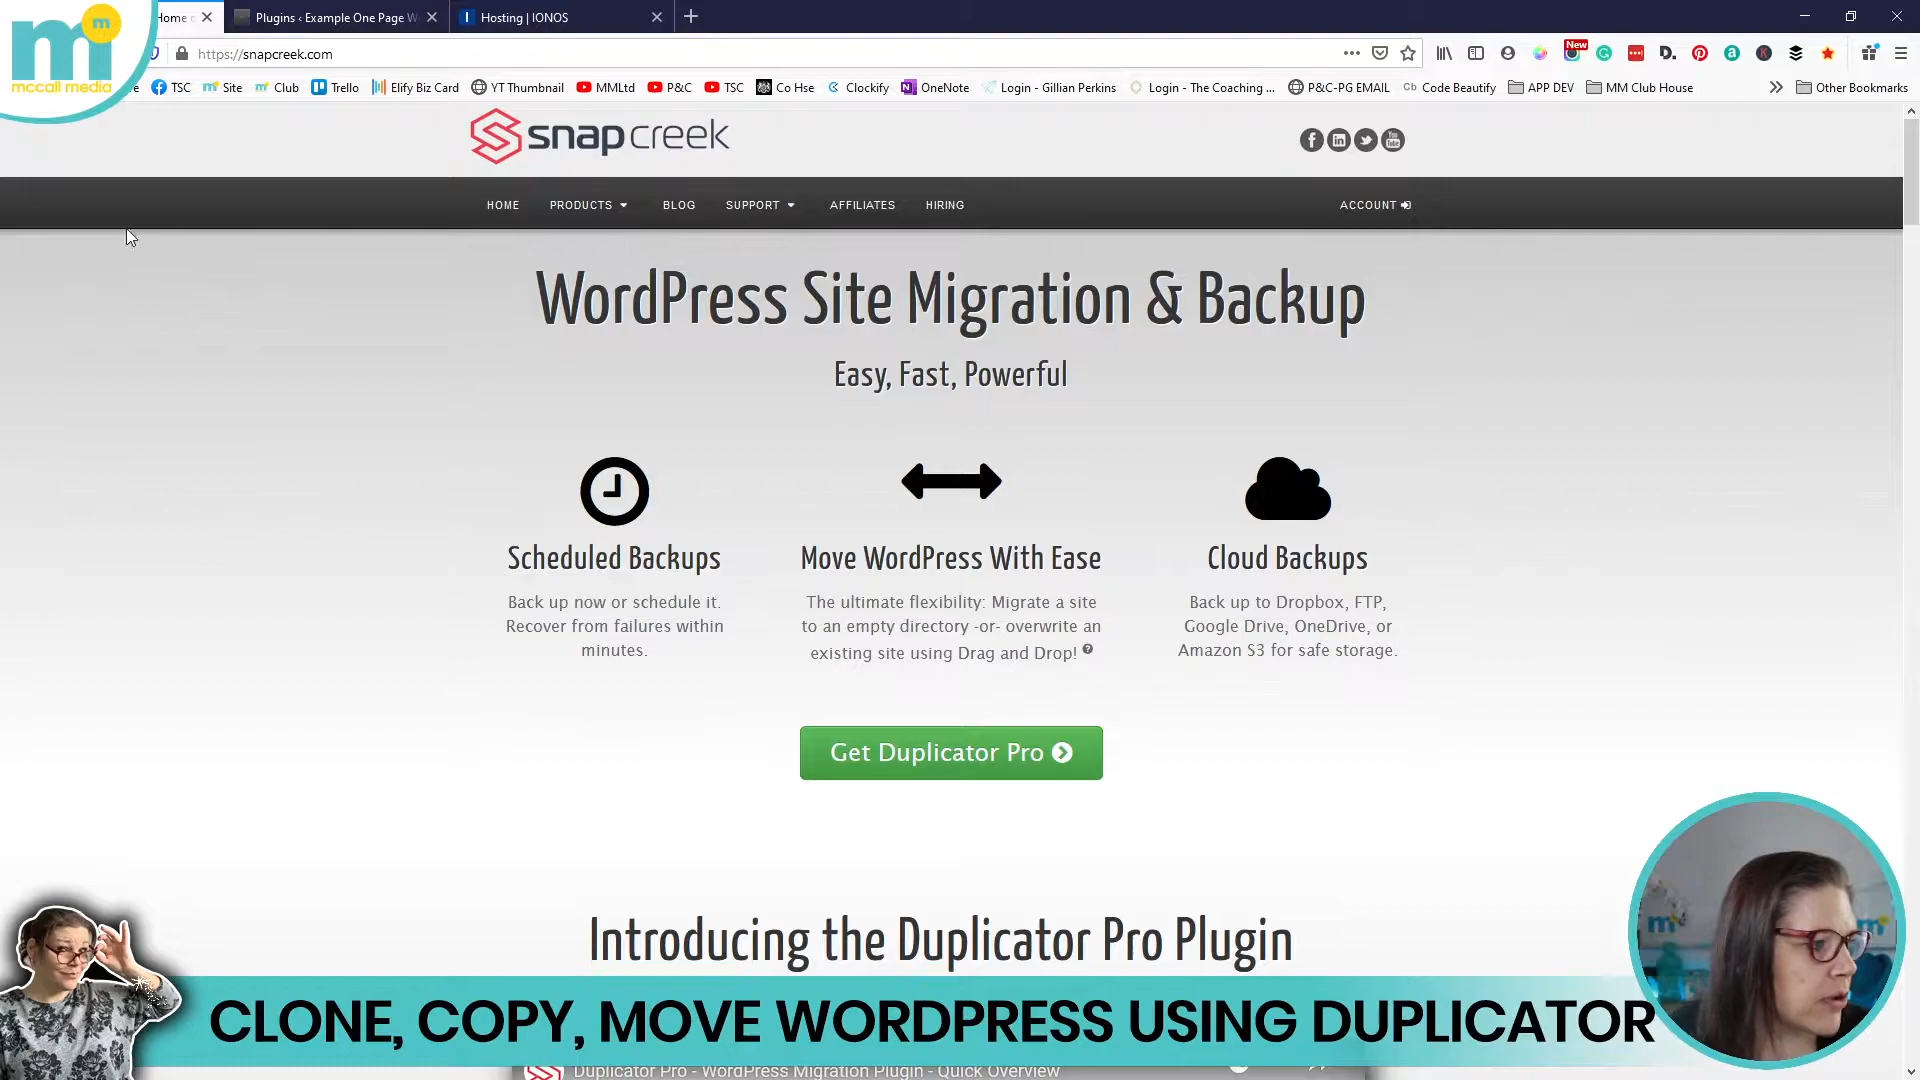 m
m
mccall media
Home
Plugins ‹ Example One Page W
Hosting | IONOS
https://snapcreek.com
TSC
Site
Club
Trello
Elify Biz Card
YT Thumbnail
MMLtd
P&C
TSC
Co Hse
Clockify
OneNote
Login - Gillian Perkins
Login - The Coaching ...
P&C-PG EMAIL
Cb Code Beautify
APP DEV
MM Club House
Other Bookmarks
New
snapcreek
You Tube
HOME PRODUCTS BLOG SUPPORT AFFILIATES HIRING ACCOUNT
WordPress Site Migration & Backup
Easy, Fast, Powerful
Scheduled Backups
Back up now or schedule it.
Recover from failures within
minutes.
Move WordPress With Ease
The ultimate flexibility: Migrate a site
to an empty directory -or- overwrite an
existing site using Drag and Drop!
Cloud Backups
Back up to Dropbox, FTP,
Google Drive, OneDrive, or
Amazon S3 for safe storage.
Get Duplicator Pro
Introducing the Duplicator Pro Plugin
CLONE, COPY, MOVE WORDPRESS USING DUPLICATOR
Duplicator Pro - WordPress Migration Plugin - Quick Overview